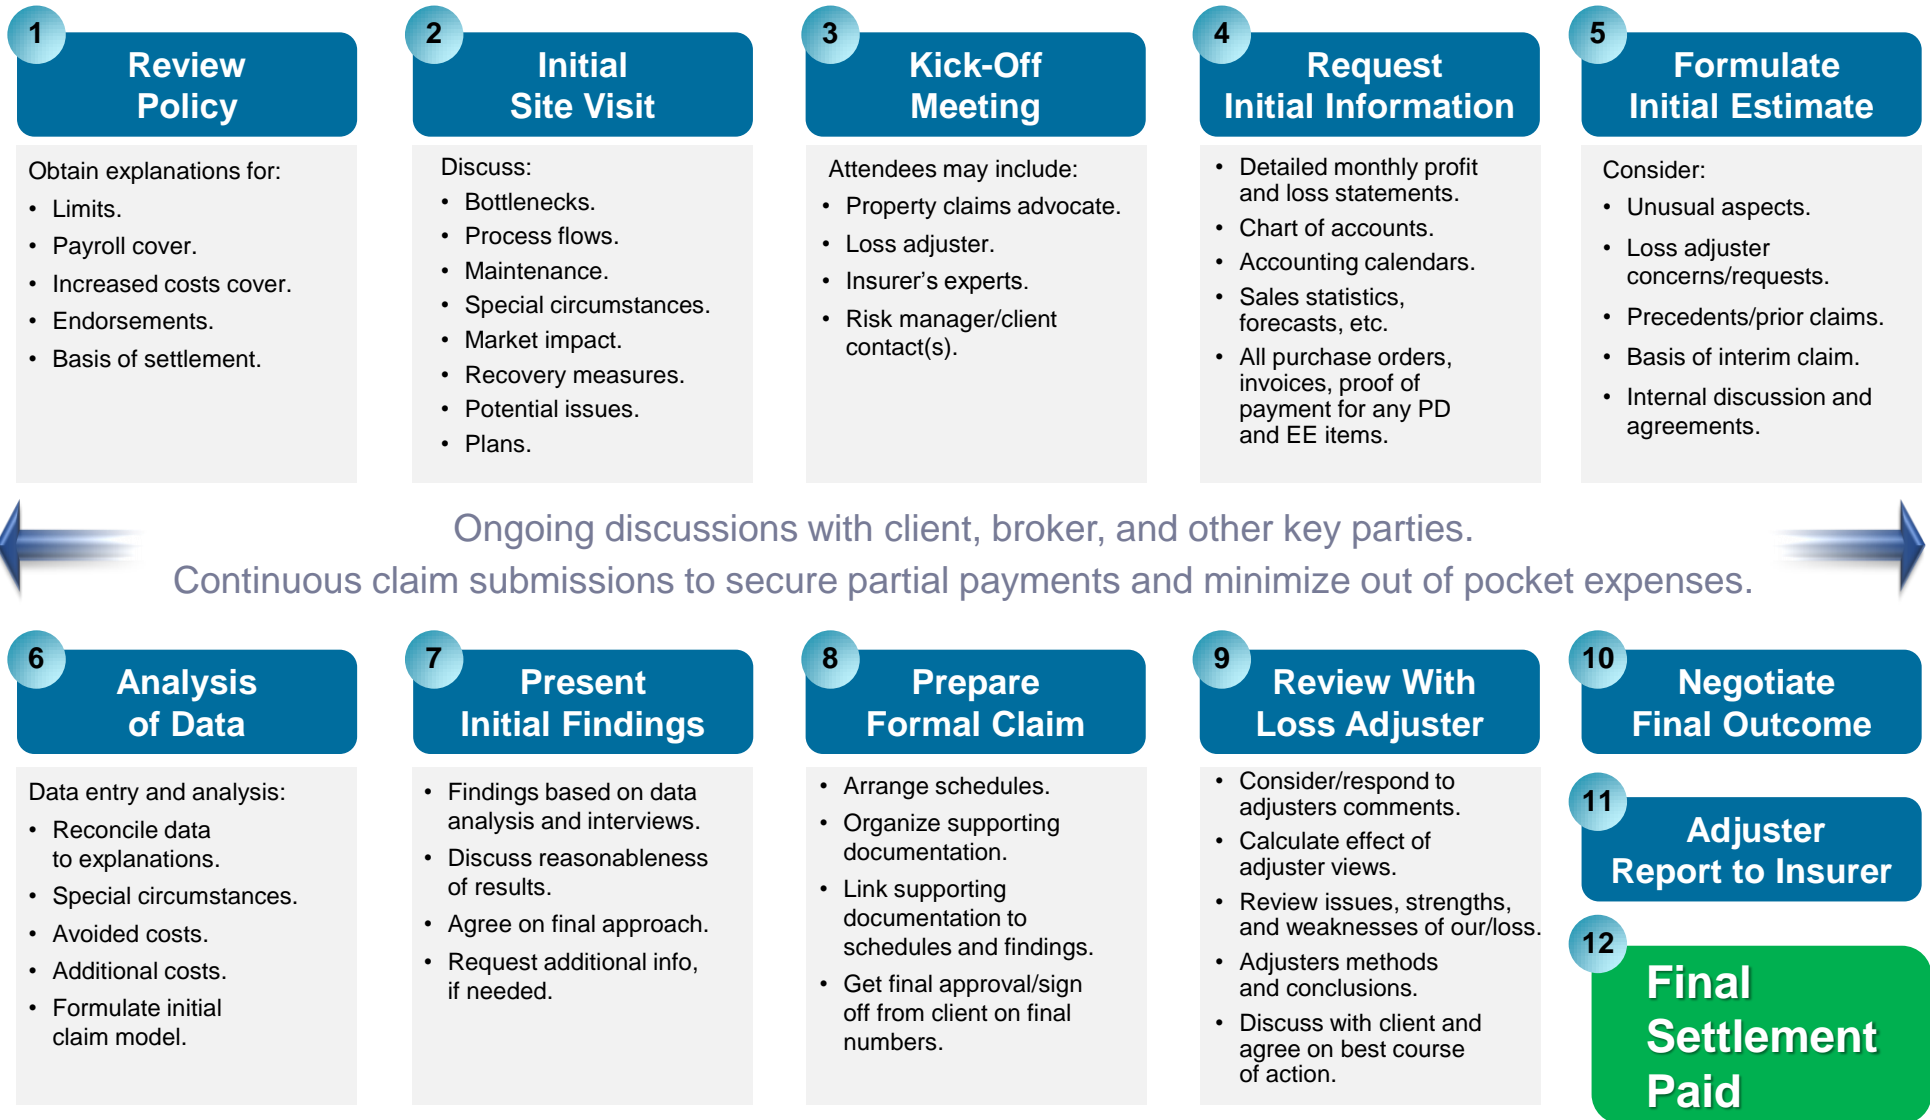 1
Review
Policy
Obtain explanations for:
• Limits.
• Payroll cover.
• Increased costs cover.
• Endorsements.
• Basis of settlement.
2
Initial
Site Visit
Discuss:
• Bottlenecks.
• Process flows.
• Maintenance.
• Special circumstances.
• Market impact.
• Recovery measures.
• Potential issues.
• Plans.
3
Kick-Off
Meeting
Attendees may include:
• Property claims advocate.
• Loss adjuster.
• Insurer's experts.
• Risk manager/client
contact(s).
4
Request
Initial Information
• Detailed monthly profit
and loss statements.
• Chart of accounts.
• Accounting calendars.
• Sales statistics,
forecasts, etc.
• All purchase orders,
invoices, proof of
payment for any PD
and EE items.
5
Formulate
Initial Estimate
Consider:
• Unusual aspects.
• Loss adjuster
concerns/requests.
• Precedents/prior claims.
• Basis of interim claim.
• Internal discussion and
agreements.
Ongoing discussions with client, broker, and other key parties.
Continuous claim submissions to secure partial payments and minimize out of pocket expenses.
6
Analysis
of Data
Data entry and analysis:
• Reconcile data
to explanations.
• Special circumstances.
• Avoided costs.
• Additional costs.
• Formulate initial
claim model.
7
Present
Initial Findings
• Findings based on data
analysis and interviews.
• Discuss reasonableness
of results.
• Agree on final approach.
• Request additional info,
if needed.
8
Prepare
Formal Claim
• Arrange schedules.
• Organize supporting
documentation.
• Link supporting
documentation to
schedules and findings.
• Get final approval/sign
off from client on final
numbers.
9
Review With
Loss Adjuster
• Consider/respond to
adjusters comments.
• Calculate effect of
adjuster views.
• Review issues, strengths,
and weaknesses of our/loss.
• Adjusters methods
and conclusions.
• Discuss with client and
agree on best course
of action.
10
Negotiate
Final Outcome
11
Adjuster
Report to Insurer
12
Final
Settlement
Paid